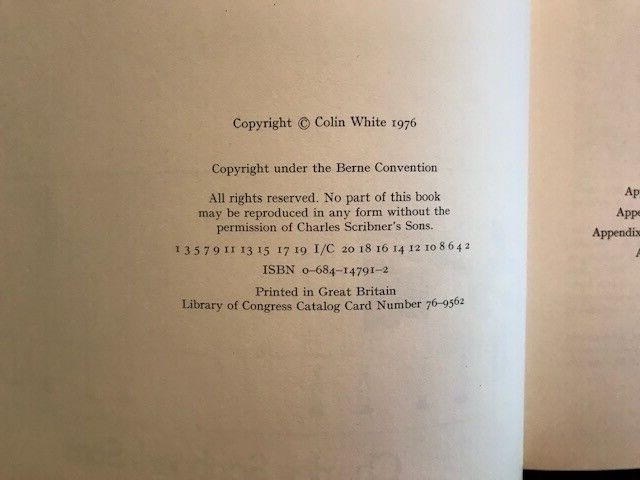 Copyright © Colin White 1976
Copyright under the Berne Convention
All rights reserved. No part of this book
may be reproduced in any form without the
permission of Charles Scribner's Sons.
1 3 5 7 9 11 13 15 17 19 I/C 20 18 16 14 12 10 8 6 4 2
ISBN 0–684–14791–2
Printed in Great Britain
Library of Congress Catalog Card Number 76–9562
Appendix